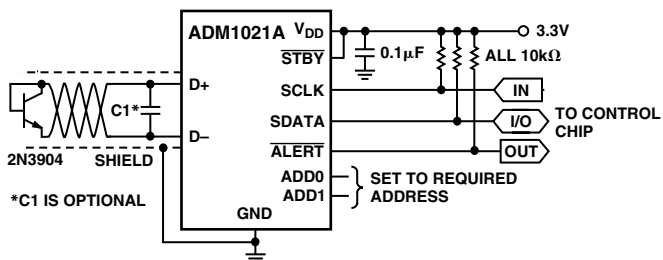 ADM1021A
VDD
STBY
SCLK
SDATA
ALERT
ADD0
ADD1
GND
D+
D–
C1*
2N3904
SHIELD
*C1 IS OPTIONAL
0.1µF
3.3V
ALL 10kΩ
IN
I/O
OUT
TO CONTROL
CHIP
SET TO REQUIRED
ADDRESS